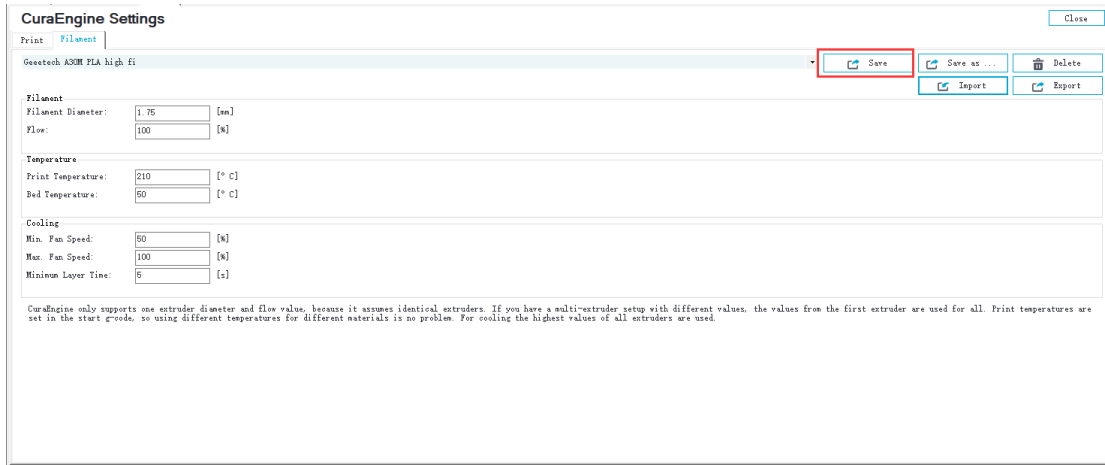 CuraEngine Settings
Close
Print Filament
Geeetech A30M PLA high fi
Save
Save as ...
Delete
Import
Export
Filament
Filament Diameter: 1.75 [mm]
Flow: 100 [%]
Temperature
Print Temperature: 210 [° C]
Bed Temperature: 50 [° C]
Cooling
Min. Fan Speed: 50 [%]
Max. Fan Speed: 100 [%]
Minimum Layer Time: 5 [s]
CuraEngine only supports one extruder diameter and flow value, because it assumes identical extruders. If you have a multi-extruder setup with different values, the values from the first extruder are used for all. Print temperatures are
set in the start g-code, so using different temperatures for different materials is no problem. For cooling the highest values of all extruders are used.